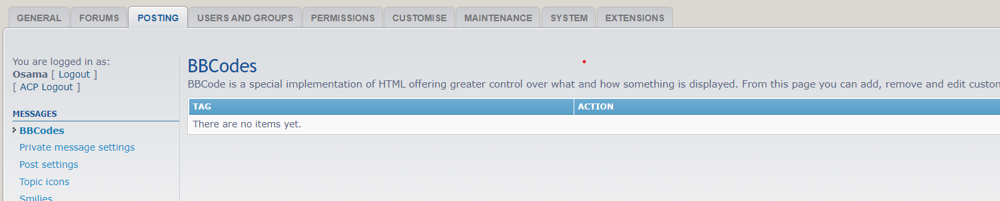 GENERAL FORUMS POSTING USERS AND GROUPS PERMISSIONS CUSTOMISE MAINTENANCE SYSTEM EXTENSIONS
You are logged in as:
Osama [ Logout ]
[ ACP Logout ]
MESSAGES
BBCodes
Private message settings
Post settings
Topic icons
Smilies
BBCodes
BBCode is a special implementation of HTML offering greater control over what and how something is displayed. From this page you can add, remove and edit custom
TAG ACTION
There are no items yet.